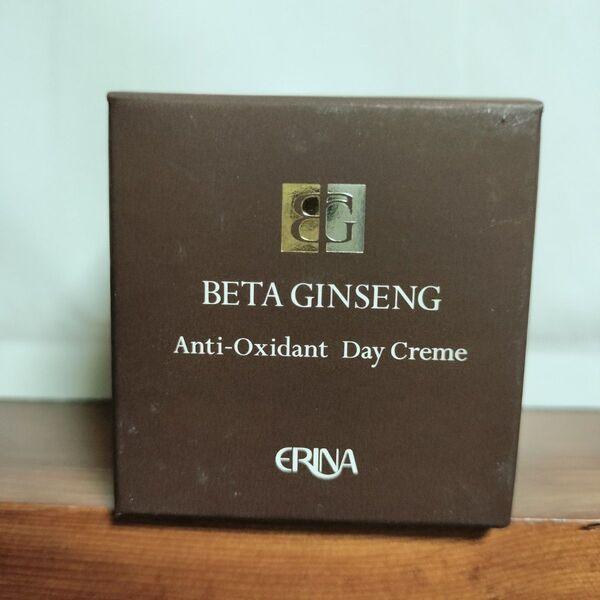 BG
BETA GINSENG
Anti-Oxidant Day Creme
ERINA